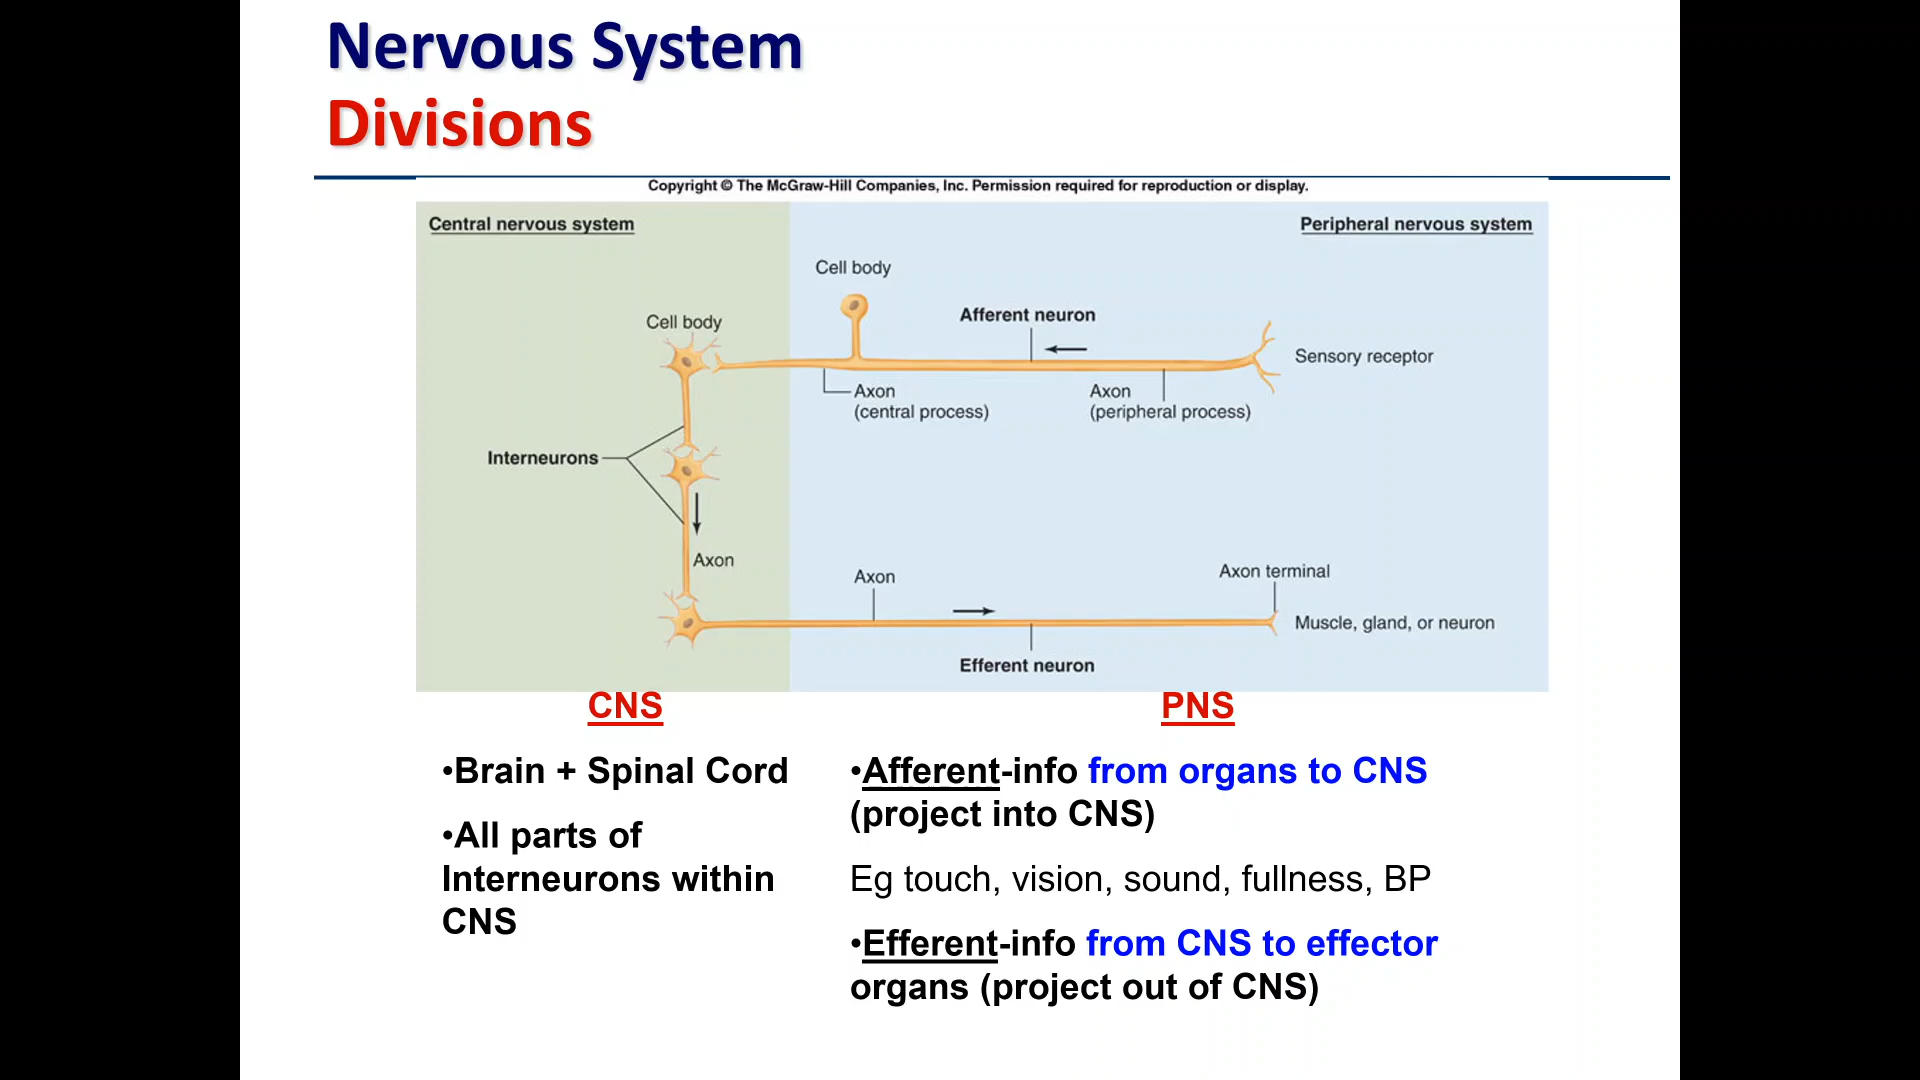 Nervous System
Divisions
Copyright © The McGraw-Hill Companies, Inc. Permission required for reproduction or display.
Central nervous system
Peripheral nervous system
Cell body
Afferent neuron
Cell body
Sensory receptor
Axon
(central process)
Axon
(peripheral process)
Interneurons
Axon
Axon
Axon terminal
Muscle, gland, or neuron
Efferent neuron
CNS
•Brain + Spinal Cord
•All parts of
Interneurons within
CNS
PNS
•Afferent-info from organs to CNS
(project into CNS)
Eg touch, vision, sound, fullness, BP
•Efferent-info from CNS to effector
organs (project out of CNS)